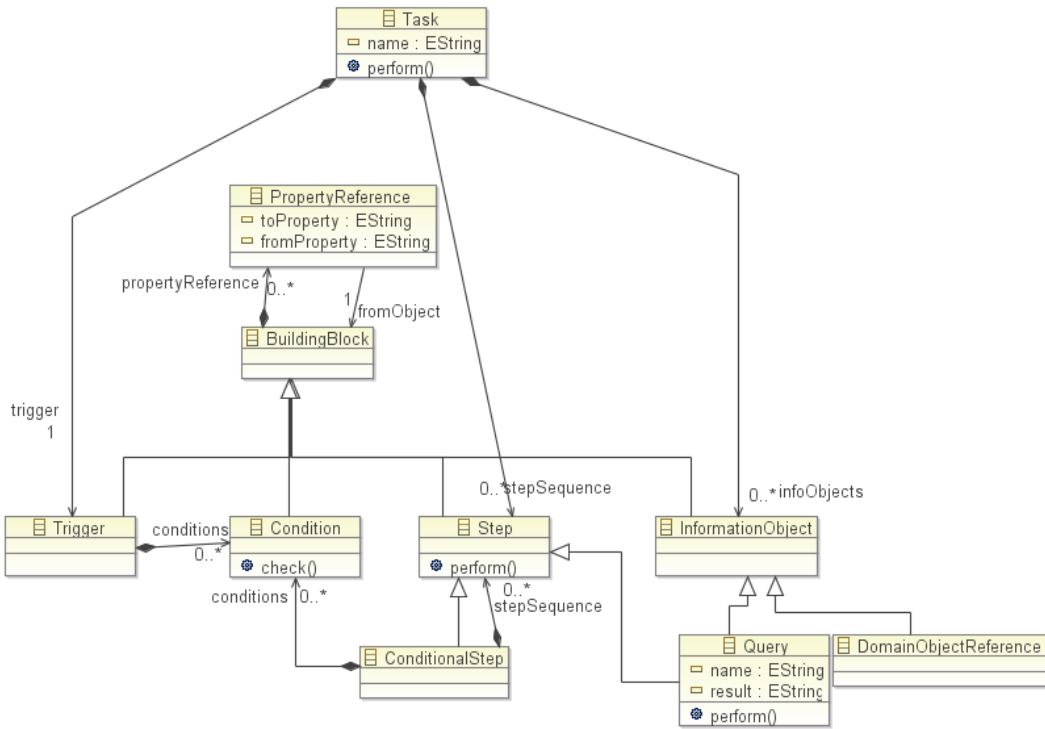 Task
name : EString
perform()
PropertyReference
toProperty : EString
fromProperty : EString
propertyReference
0..*
1
fromObject
BuildingBlock
trigger
1
0..*
stepSequence
0..*
infoObjects
Trigger
conditions
0..*
Condition
check()
Step
perform()
InformationObject
conditions
0..*
0..*
stepSequence
ConditionalStep
Query
name : EString
result : EString
perform()
DomainObjectReference